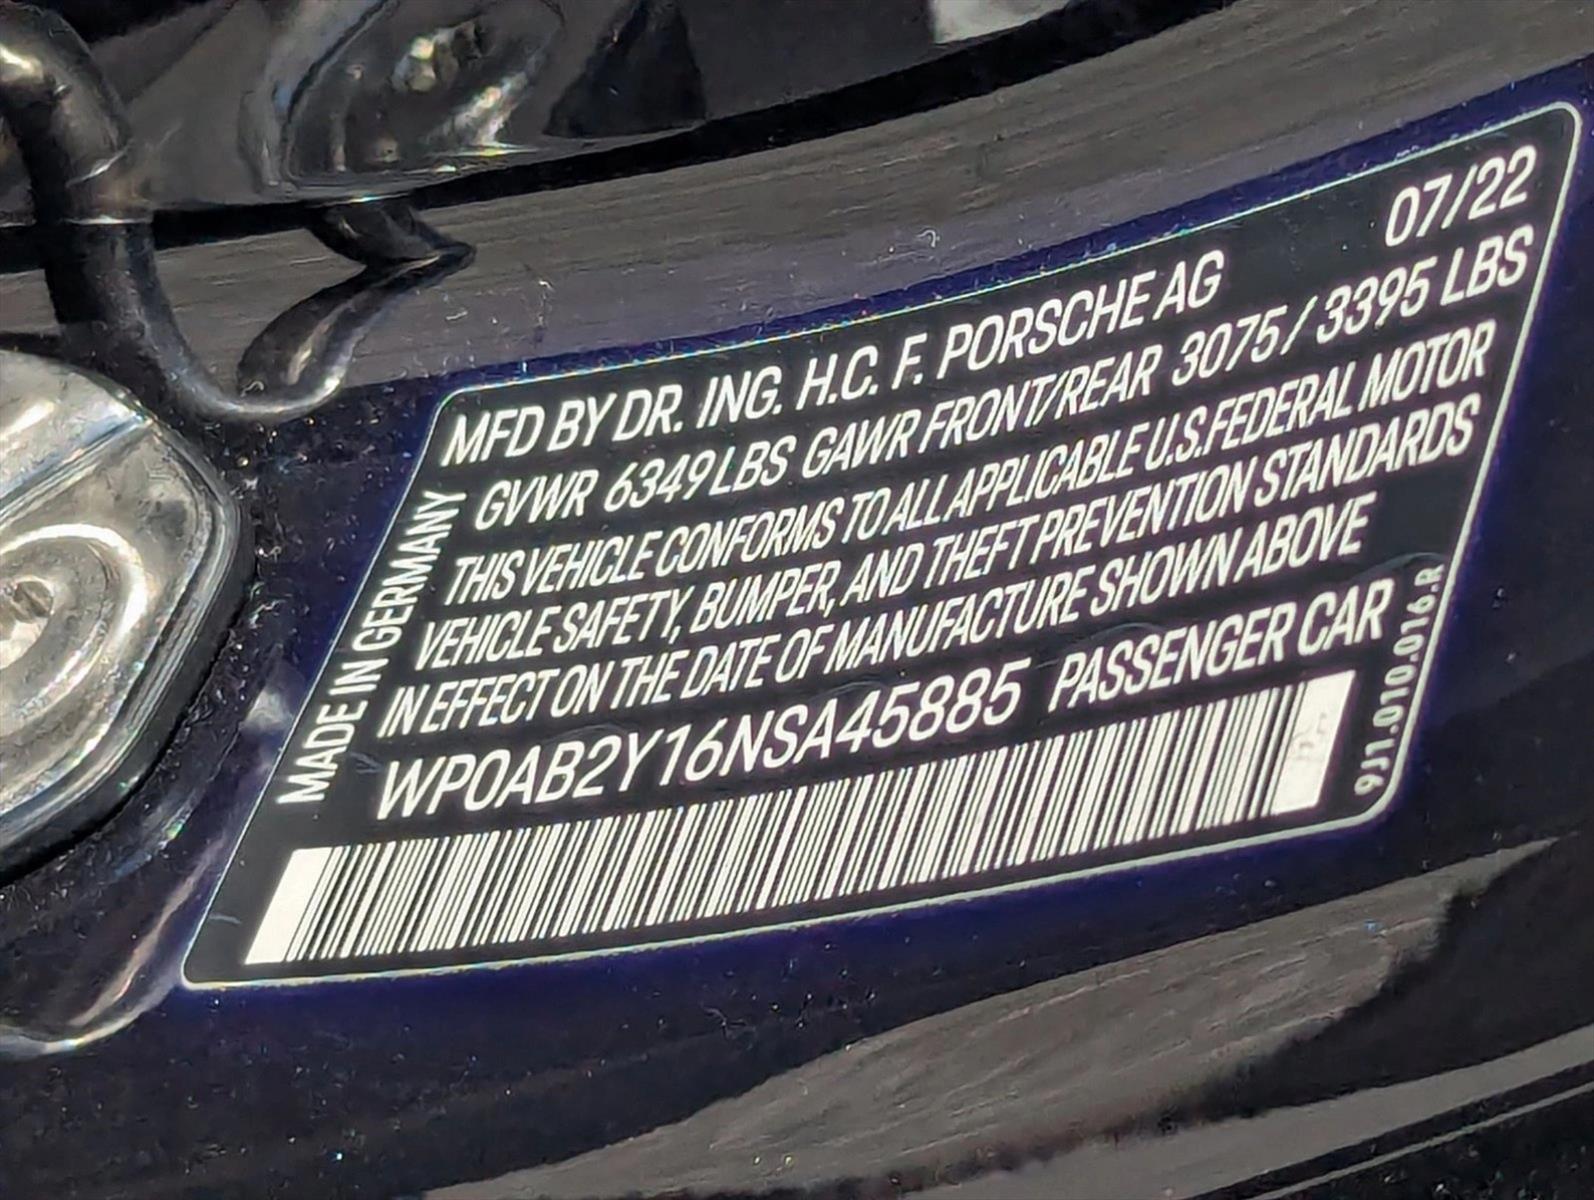 07/22
MFD BY DR. ING. H.C. F. PORSCHE AG
GVWR 6349 LBS GAWR FRONT/REAR 3075 / 3395 LBS
THIS VEHICLE CONFORMS TO ALL APPLICABLE U.S. FEDERAL MOTOR
VEHICLE SAFETY, BUMPER, AND THEFT PREVENTION STANDARDS
IN EFFECT ON THE DATE OF MANUFACTURE SHOWN ABOVE
WP0AB2Y16NSA45885 PASSENGER CAR
MADE IN GERMANY
9J1.010.016.R